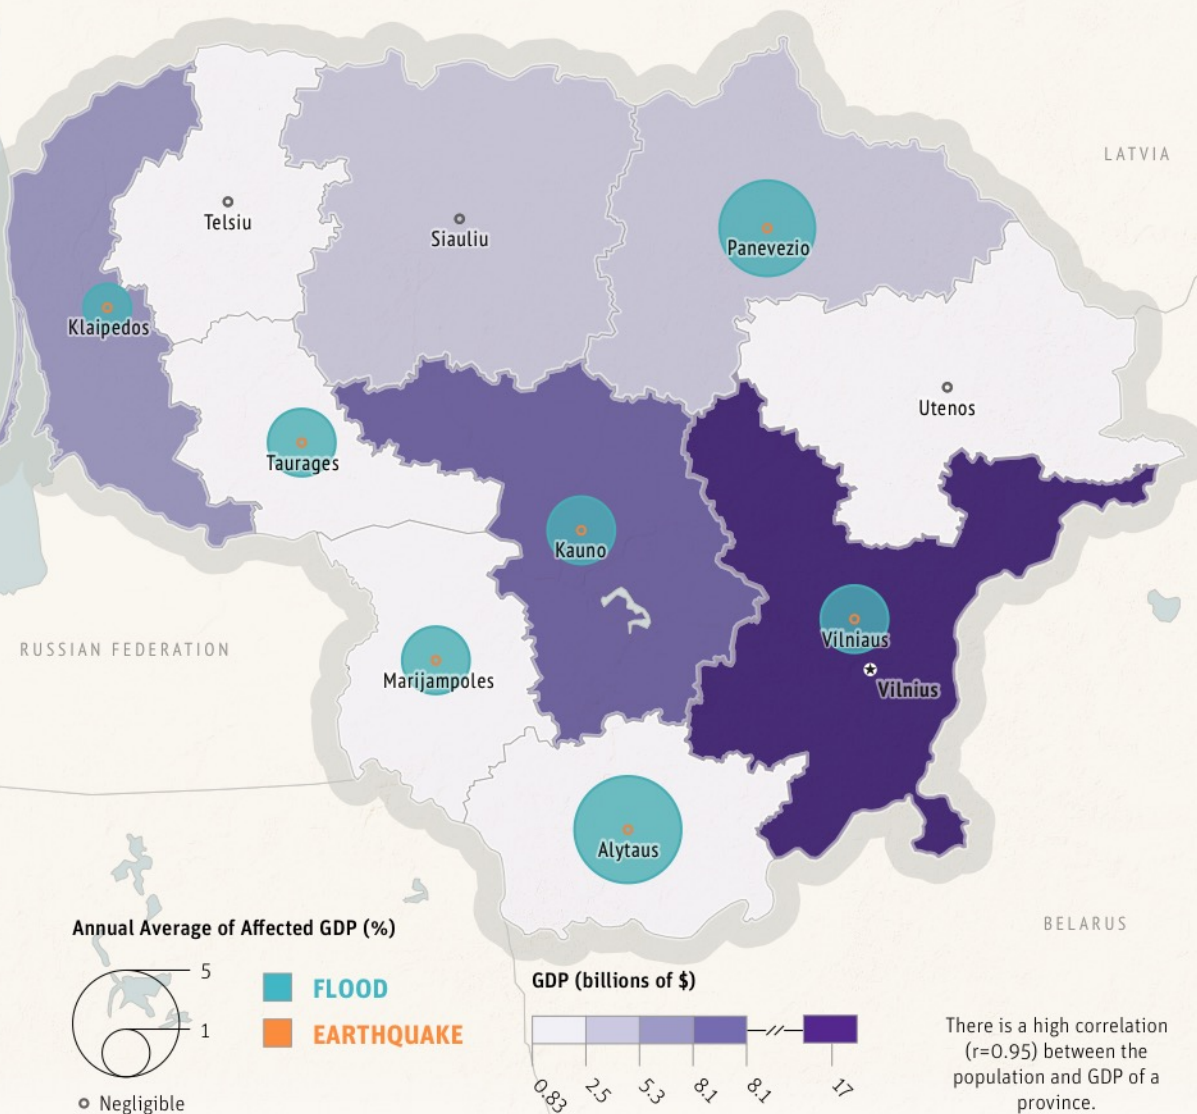 LATVIA
Telsiu
Siauliu
Panevezio
Klaipedos
Utenos
Taurages
Kauno
Vilniaus
RUSSIAN FEDERATION
Marijampoles
Vilnius
Alytaus
BELARUS
Annual Average of Affected GDP (%)
5
1
Negligible
FLOOD
EARTHQUAKE
GDP (billions of $)
0.83
2.5
5.3
8.1
8.1
17
There is a high correlation
(r=0.95) between the
population and GDP of a
province.